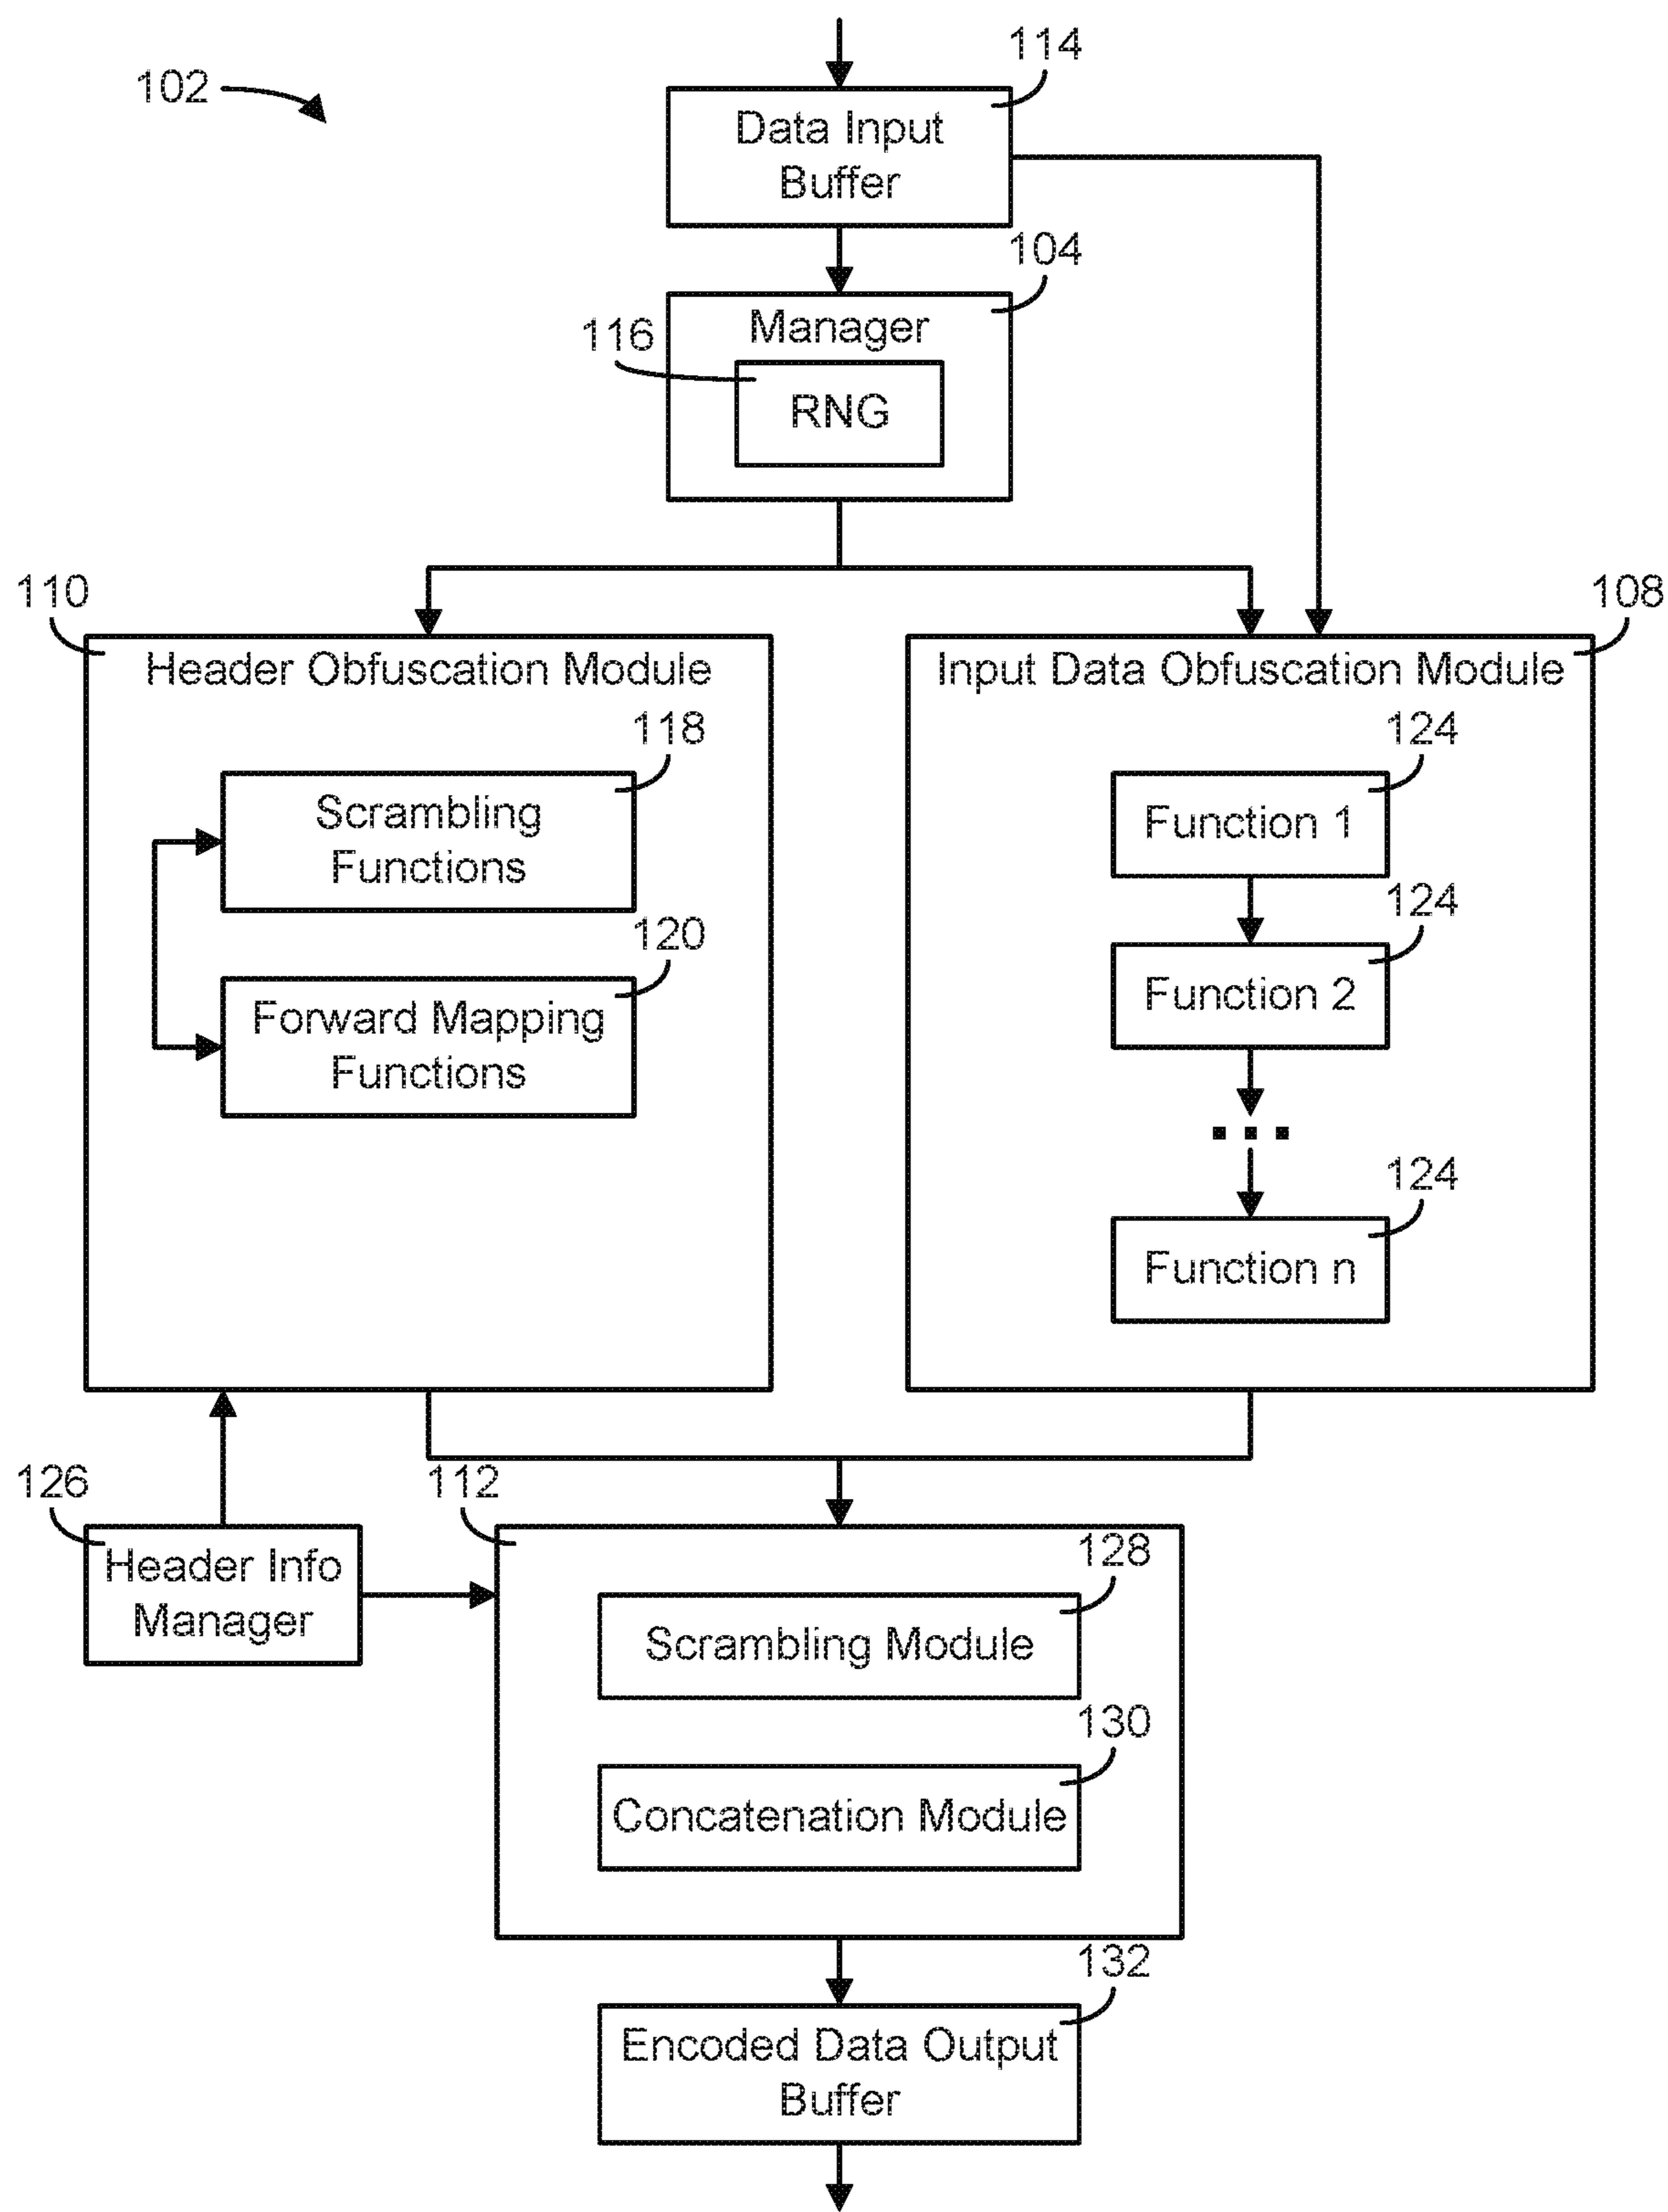 102
114
Data Input
Buffer
104
Manager
116
RNG
110
108
Header Obfuscation Module
Input Data Obfuscation Module
118
Scrambling
Functions
120
Forward Mapping
Functions
124
Function 1
124
Function 2
...
124
Function n
126
Header Info
Manager
112
128
Scrambling Module
130
Concatenation Module
132
Encoded Data Output
Buffer